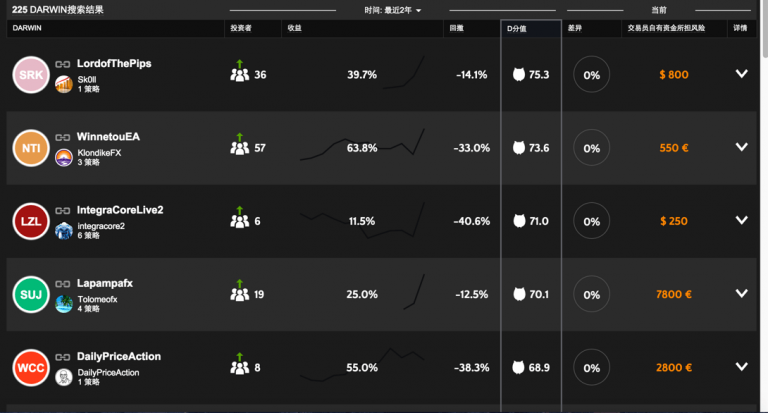 225 DARWIN搜索结果
时间: 最近2年
当前
DARWIN
投资者
收益
回撤
D分值
差异
交易员自有资金所担风险
详情
SRK
LordofThePips
Sk0ll
1 策略
36
39.7%
-14.1%
75.3
0%
$ 800
NTI
WinnetouEA
KlondikeFX
3 策略
57
63.8%
-33.0%
73.6
0%
550 €
LZL
IntegraCoreLive2
integracore2
6 策略
6
11.5%
-40.6%
71.0
0%
$ 250
SUJ
Lapampafx
Tolomeofx
4 策略
19
25.0%
-12.5%
70.1
0%
7800 €
WCC
DailyPriceAction
DailyPriceAction
1 策略
8
55.0%
-38.3%
68.9
0%
2800 €